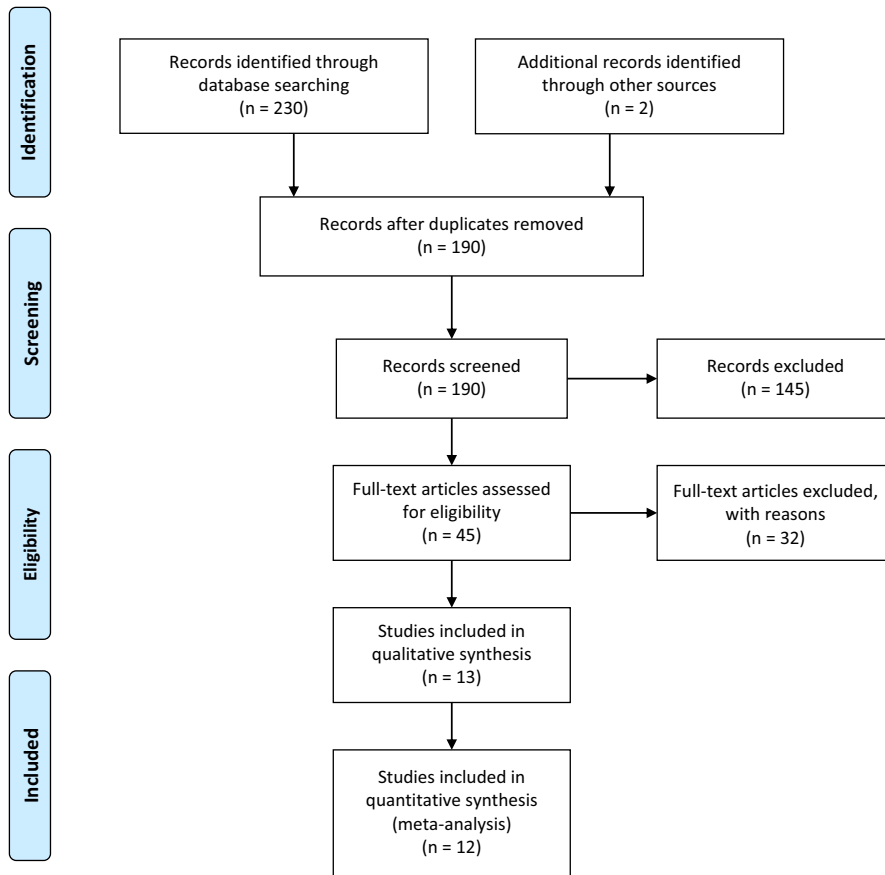 Identification
Records identified through
database searching
(n = 230)
Additional records identified
through other sources
(n = 2)
Records after duplicates removed
(n = 190)
Screening
Records screened
(n = 190)
Records excluded
(n = 145)
Eligibility
Full-text articles assessed
for eligibility
(n = 45)
Full-text articles excluded,
with reasons
(n = 32)
Studies included in
qualitative synthesis
(n = 13)
Included
Studies included in
quantitative synthesis
(meta-analysis)
(n = 12)